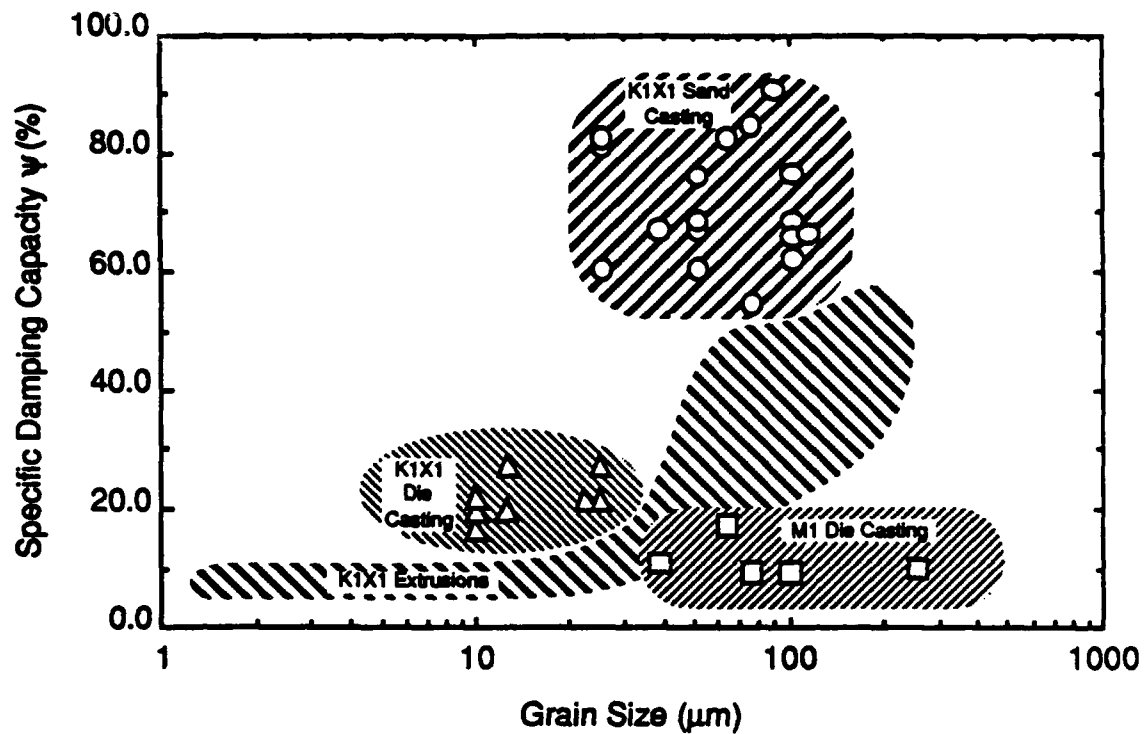 Specific Damping Capacity ψ (%)
100.0
80.0
60.0
40.0
20.0
0.0
K1X1 Sand
Casting
K1X1
Die
Casting
K1X1 Extrusions
M1 Die Casting
1
10
100
1000
Grain Size (μm)